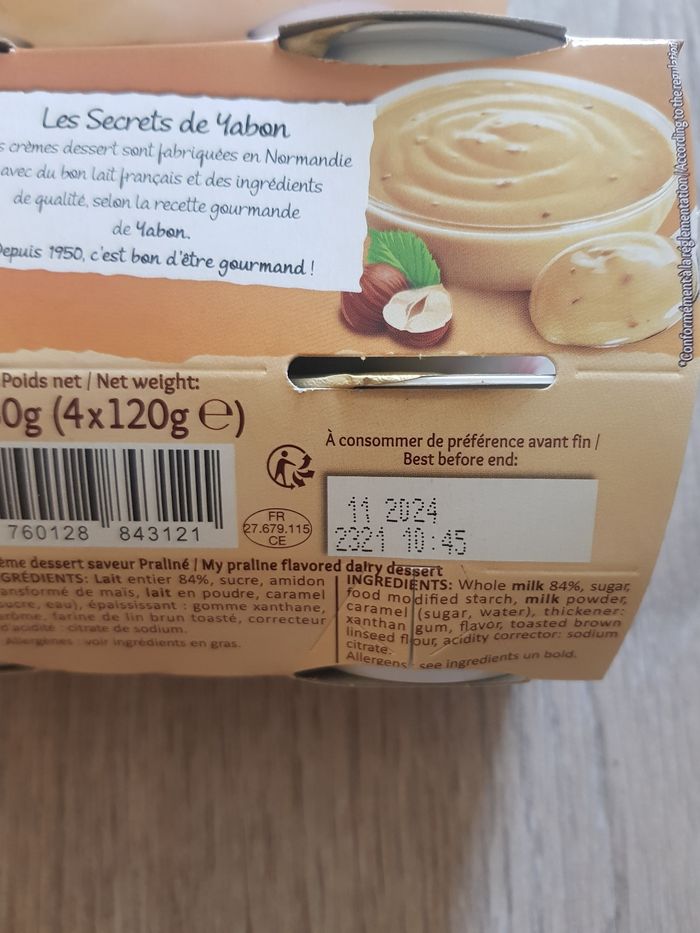 Les Secrets de Yabon
s crèmes dessert sont fabriquées en Normandie
avec du bon lait français et des ingrédients
de qualité, selon la recette gourmande
de Yabon.
Depuis 1950, c'est bon d'être gourmand !
*Conformément à la réglementation / According to the regulation
Poids net / Net weight:
0g (4x120g e)
760128 843121
FR
27.679.115
CE
À consommer de préférence avant fin /
Best before end:
11 2024
2321 10:45
ème dessert saveur Praliné / My praline flavored dairy dessert
GRÉDIENTS: Lait entier 84%, sucre, amidon
ansformé de maïs, lait en poudre, caramel
sucre, eau), épaississant : gomme xanthane,
arôme, farine de lin brun toasté, correcteur
d'acidité : citrate de sodium.
Allergènes : voir ingrédients en gras.
INGREDIENTS: Whole milk 84%, sugar,
food modified starch, milk powder,
caramel (sugar, water), thickener:
xanthan gum, flavor, toasted brown
linseed flour, acidity corrector: sodium
citrate.
Allergens : see ingredients un bold.